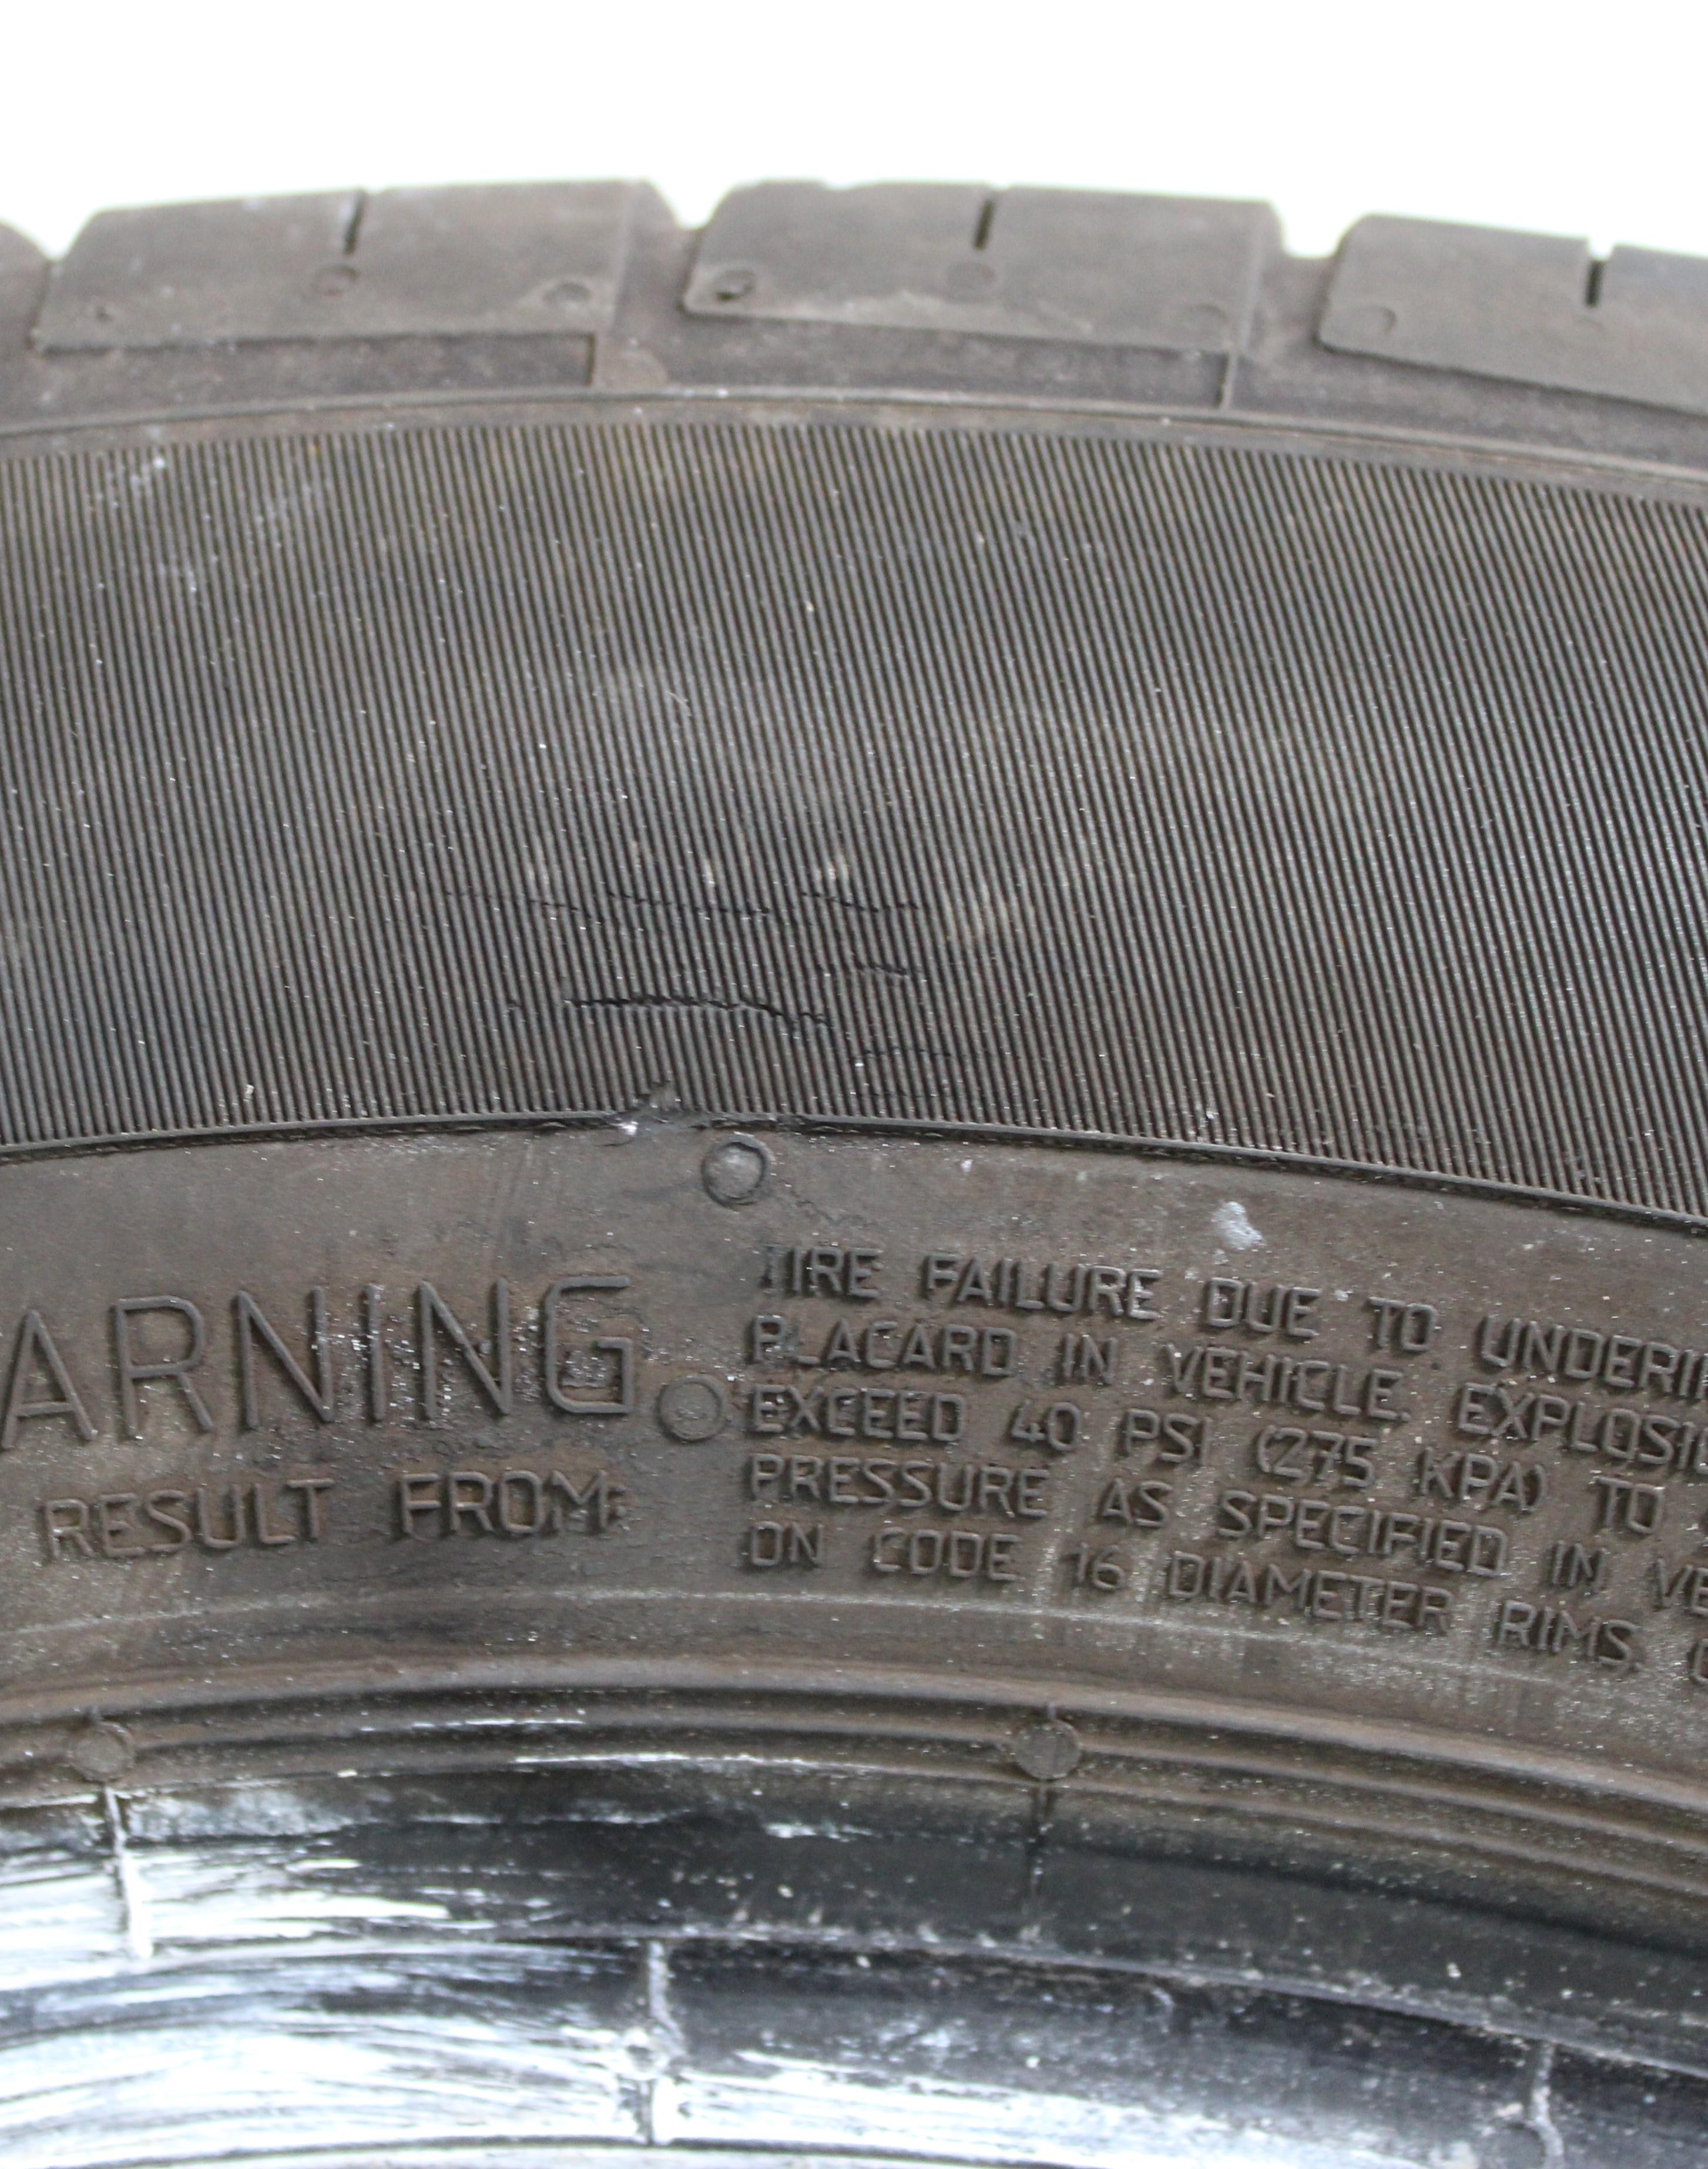 ARNING
RESULT FROM:
TIRE FAILURE DUE TO
PLACARD IN VEHICLE. EXPLOSI
EXCEED 40 PSI (275 KPA) TO
PRESSURE AS SPECIFIED IN VE
ON CODE 16 DIAMETER RIMS.